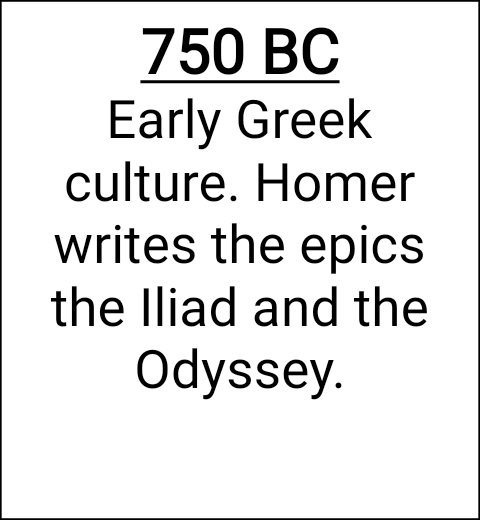 750 BC
Early Greek
culture. Homer
writes the epics
the Iliad and the
Odyssey.